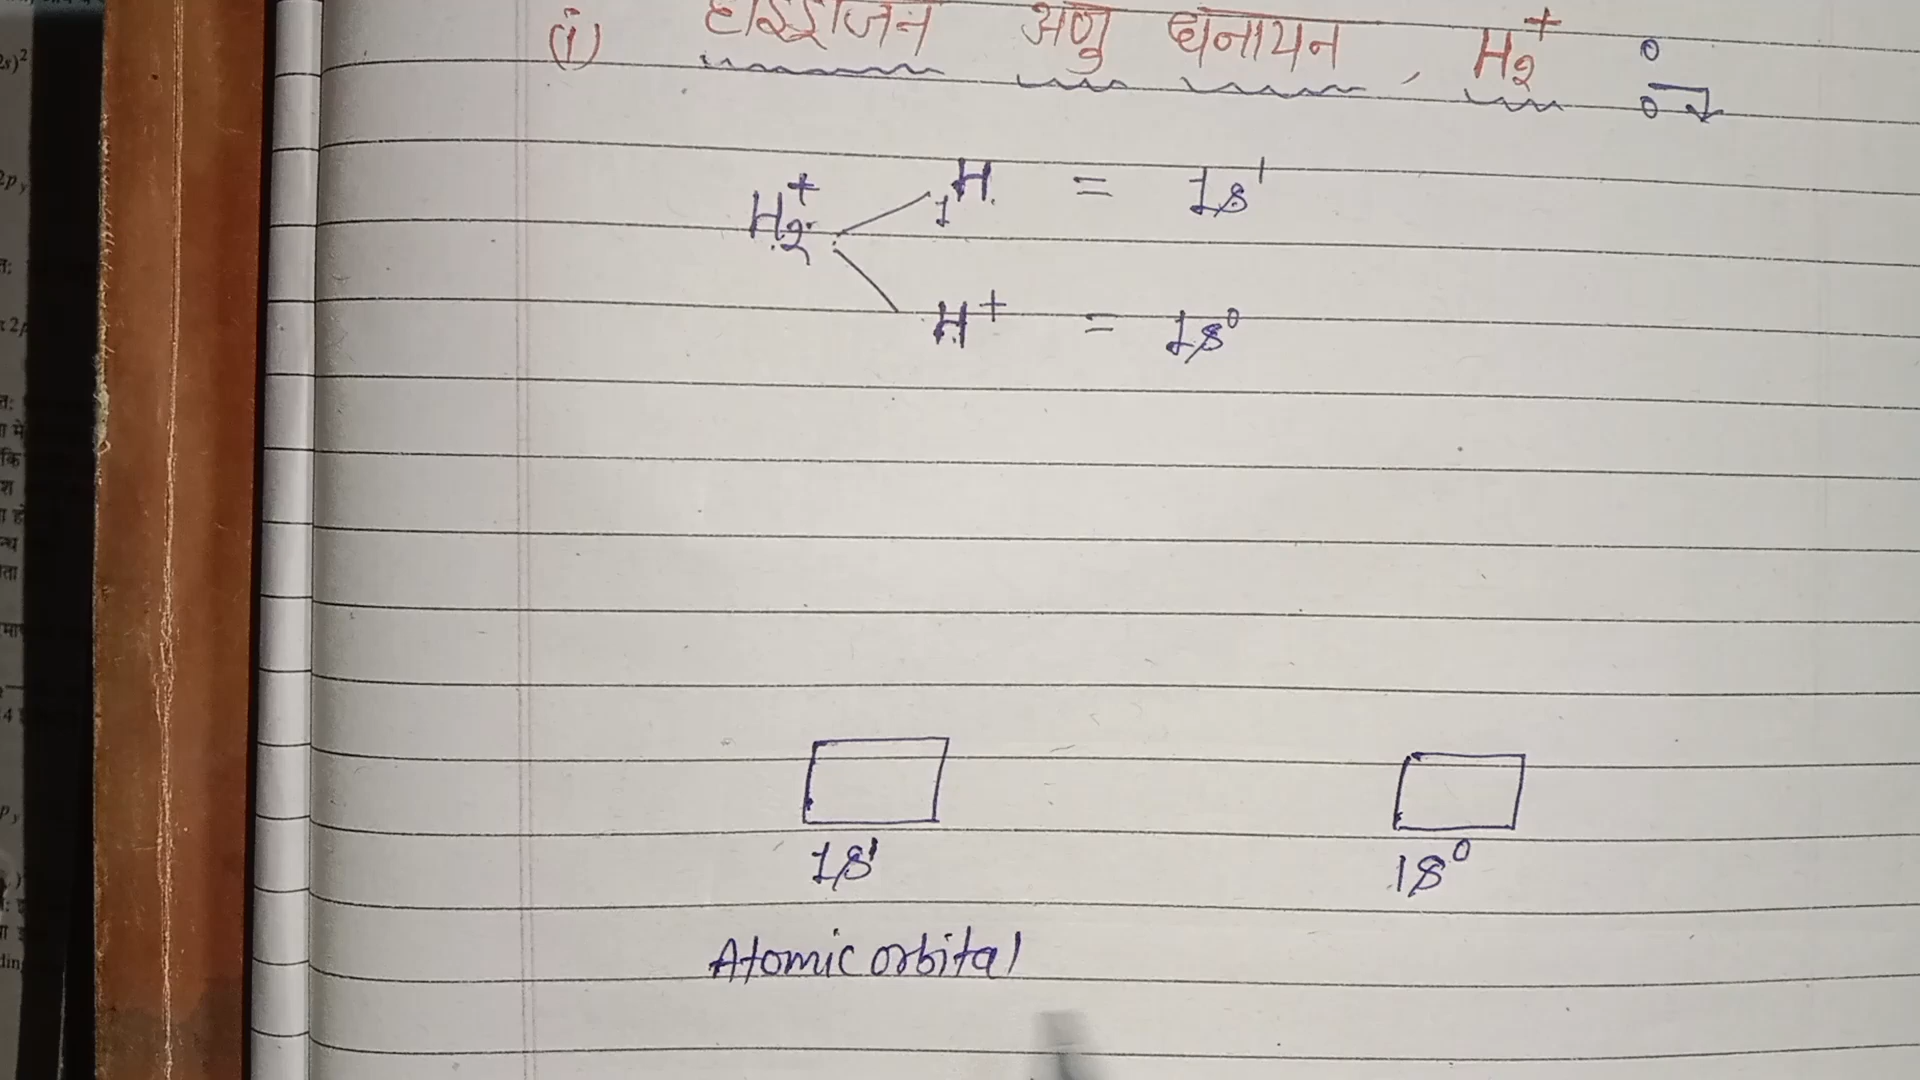 (i) हाइड्रोजन अणु धनायन, H₂⁺ :
H₂⁺ ₁H = 1s¹
H⁺ = 1s⁰
1s¹ 1s⁰
Atomic orbital